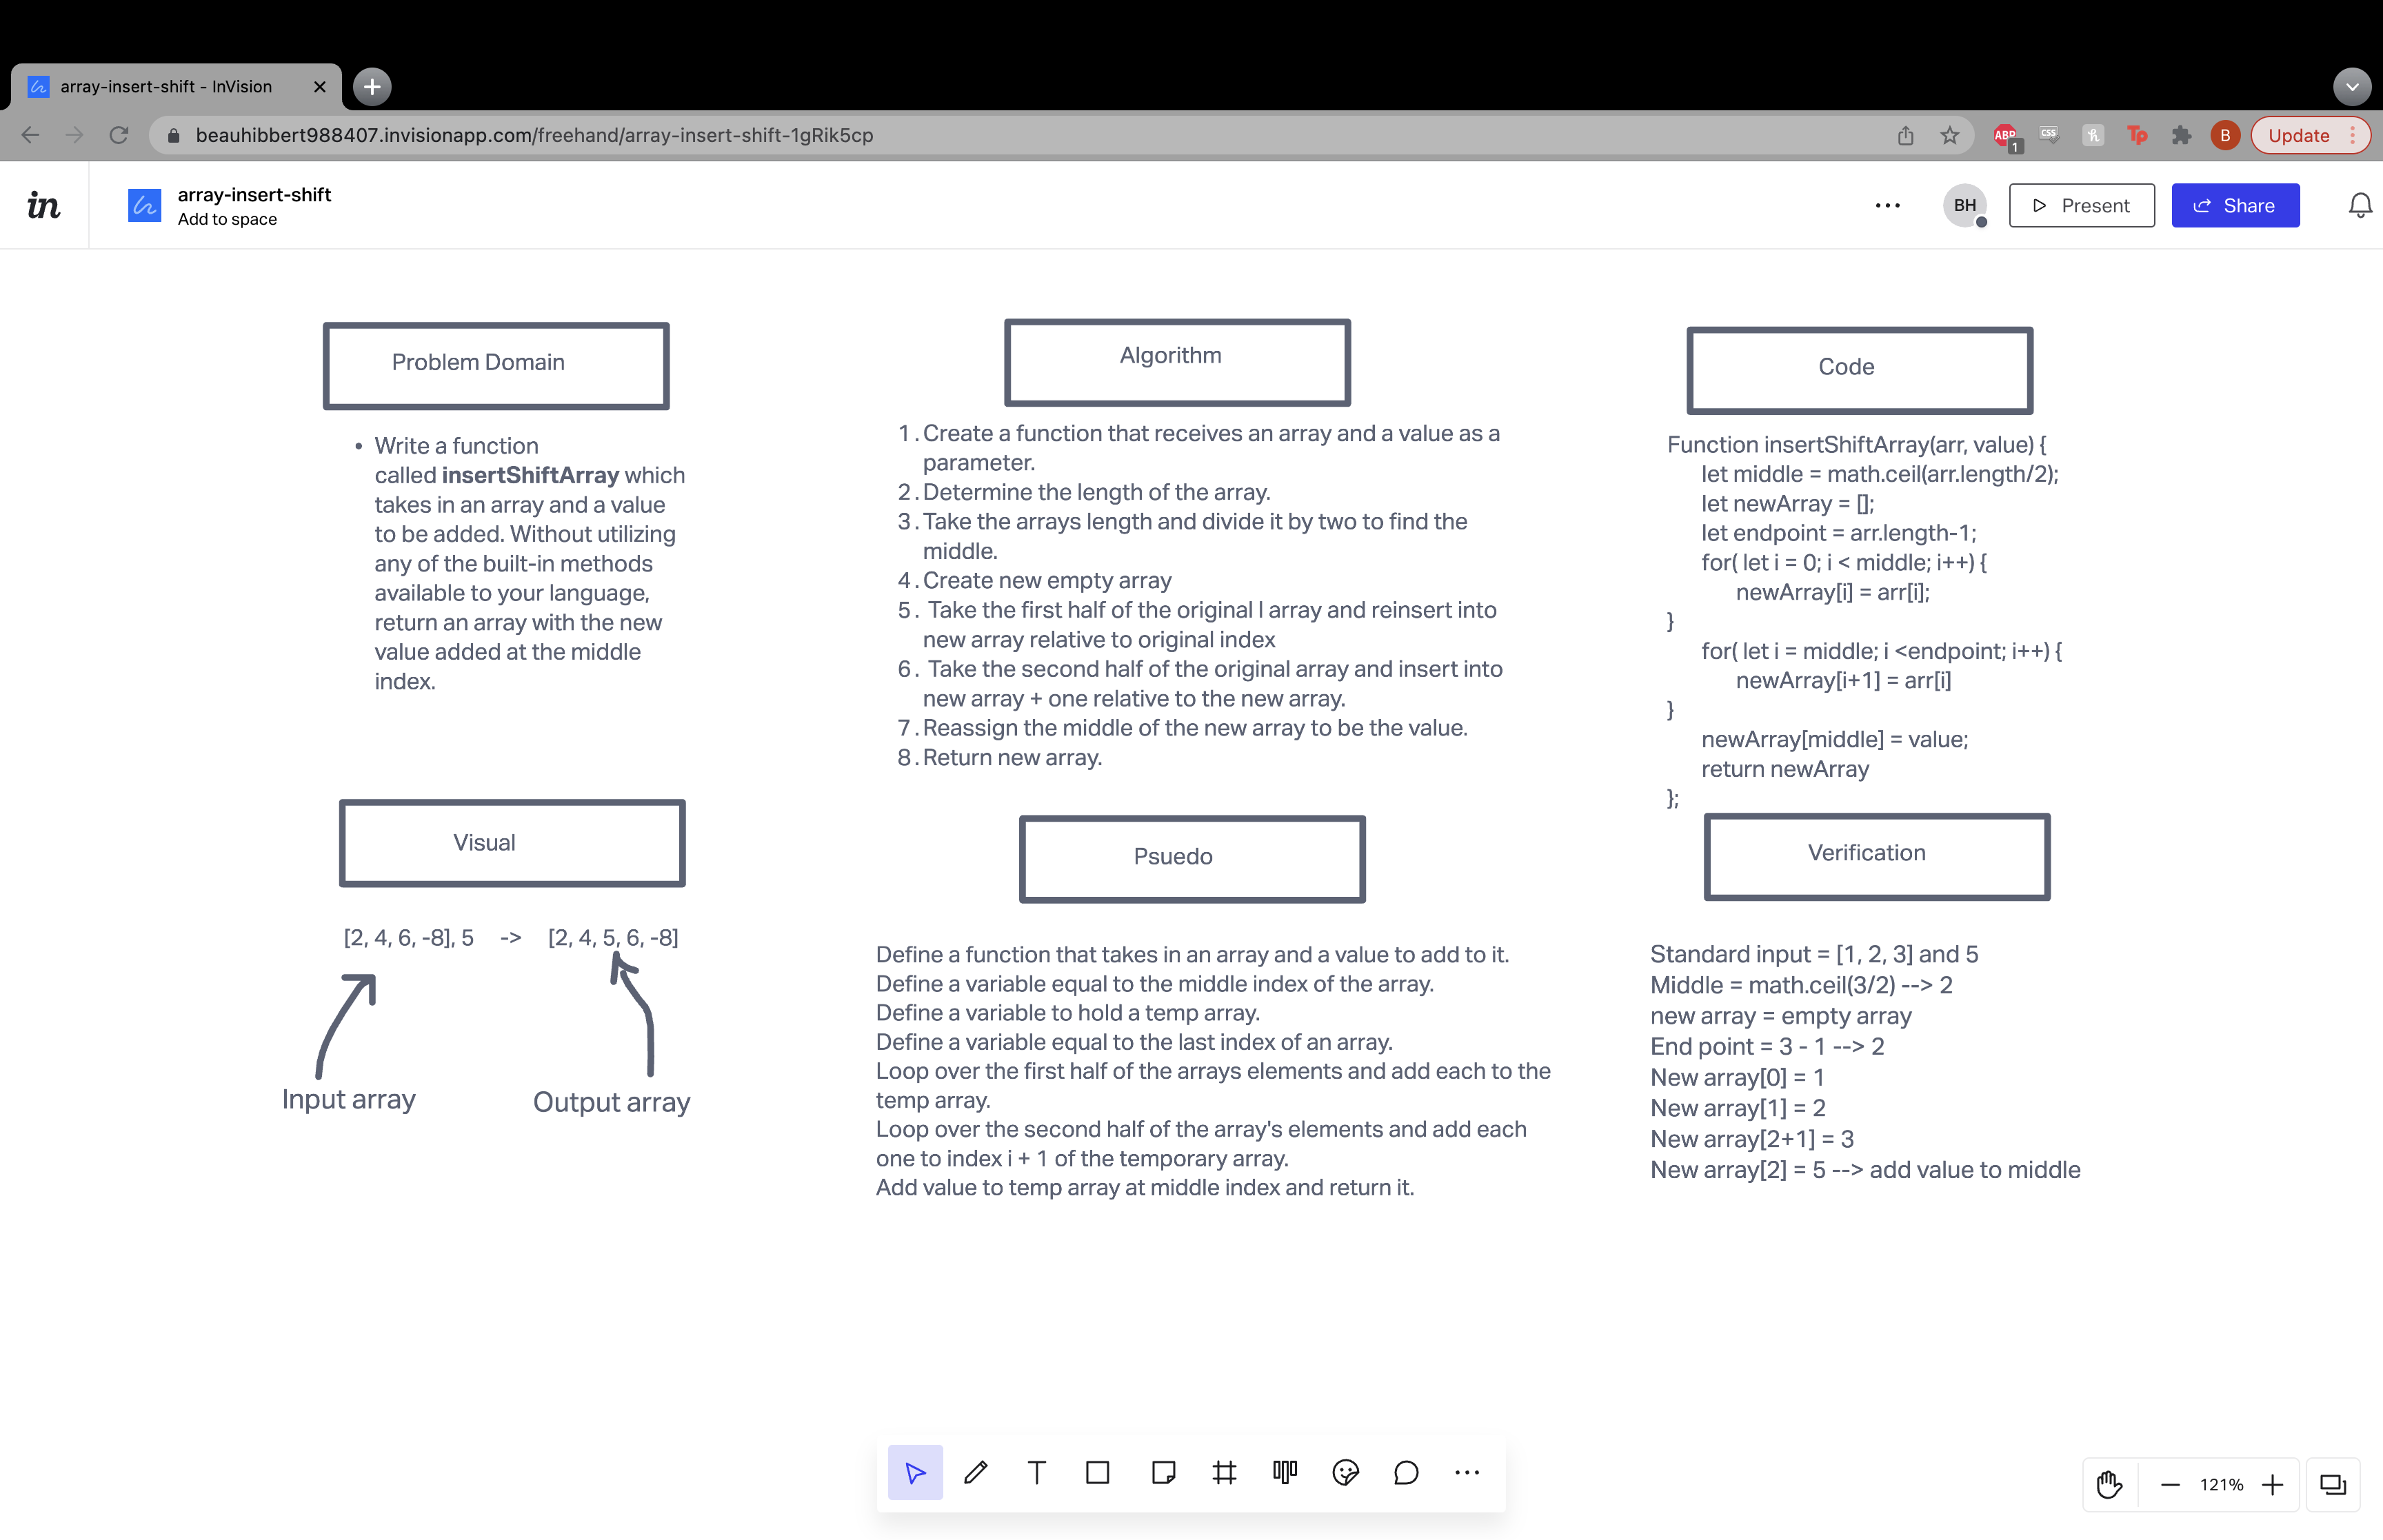 array-insert-shift - InVision
beauhibbert988407.invisionapp.com/freehand/array-insert-shift-1gRik5cp
ABP
1
CSS
h
Tp
B
Update
in
array-insert-shift
Add to space
BH
Present
Share
Problem Domain
• Write a function
called insertShiftArray which
takes in an array and a value
to be added. Without utilizing
any of the built-in methods
available to your language,
return an array with the new
value added at the middle
index.
Visual
[2, 4, 6, -8], 5 -> [2, 4, 5, 6, -8]
Input array
Output array
Algorithm
1. Create a function that receives an array and a value as a
parameter.
2. Determine the length of the array.
3. Take the arrays length and divide it by two to find the
middle.
4. Create new empty array
5. Take the first half of the original l array and reinsert into
new array relative to original index
6. Take the second half of the original array and insert into
new array + one relative to the new array.
7. Reassign the middle of the new array to be the value.
8. Return new array.
Psuedo
Define a function that takes in an array and a value to add to it.
Define a variable equal to the middle index of the array.
Define a variable to hold a temp array.
Define a variable equal to the last index of an array.
Loop over the first half of the arrays elements and add each to the
temp array.
Loop over the second half of the array's elements and add each
one to index i + 1 of the temporary array.
Add value to temp array at middle index and return it.
Code
Function insertShiftArray(arr, value) {
let middle = math.ceil(arr.length/2);
let newArray = [];
let endpoint = arr.length-1;
for( let i = 0; i < middle; i++) {
newArray[i] = arr[i];
}
for( let i = middle; i <endpoint; i++) {
newArray[i+1] = arr[i]
}
newArray[middle] = value;
return newArray
};
Verification
Standard input = [1, 2, 3] and 5
Middle = math.ceil(3/2) --> 2
new array = empty array
End point = 3 - 1 --> 2
New array[0] = 1
New array[1] = 2
New array[2+1] = 3
New array[2] = 5 --> add value to middle
121%